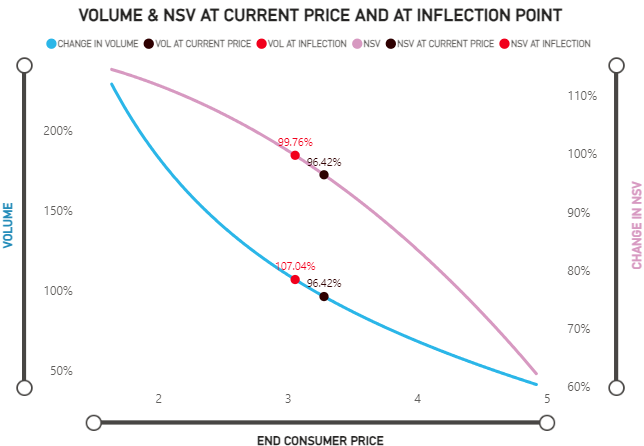 VOLUME & NSV AT CURRENT PRICE AND AT INFLECTION POINT
CHANGE IN VOLUME VOL AT CURRENT PRICE VOL AT INFLECTION NSV NSV AT CURRENT PRICE NSV AT INFLECTION
VOLUME
200%
150%
100%
50%
99.76%
96.42%
107.04%
96.42%
110%
100%
90%
80%
70%
60%
CHANGE IN NSV
2 3 4 5
END CONSUMER PRICE